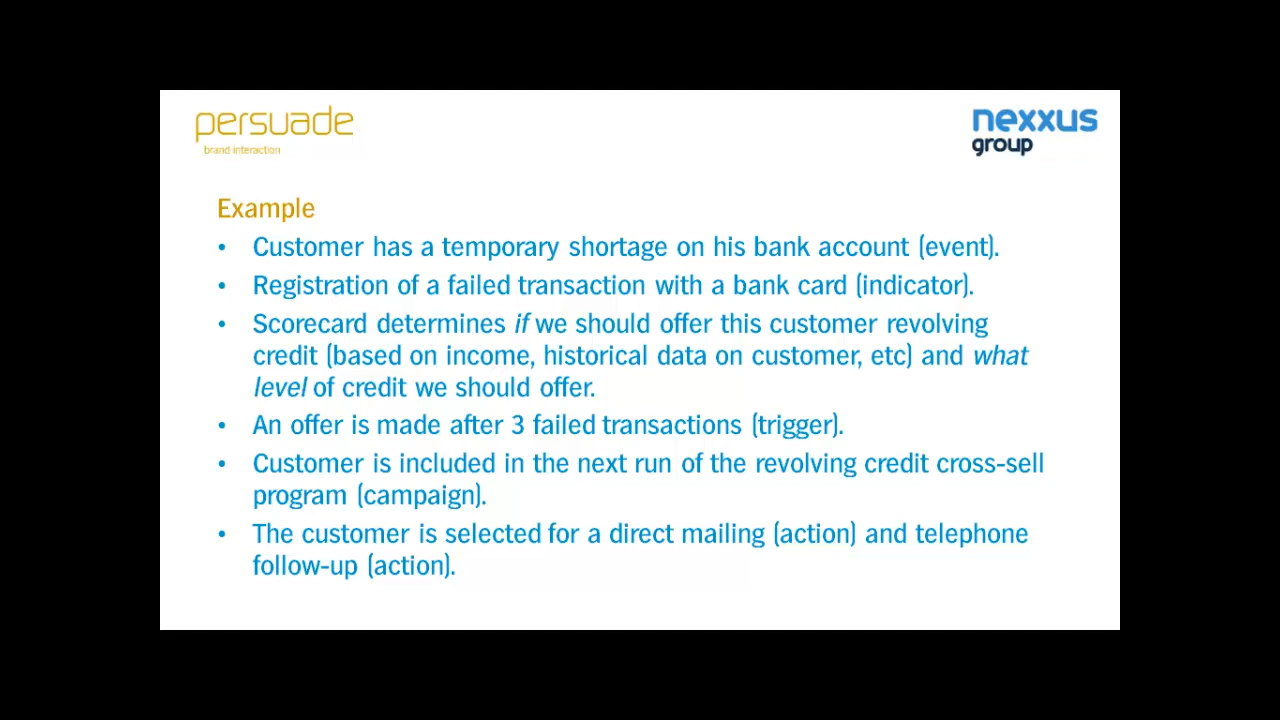 persuade
brand interaction
nexxus
group
Example
• Customer has a temporary shortage on his bank account (event).
• Registration of a failed transaction with a bank card (indicator).
• Scorecard determines if we should offer this customer revolving
credit (based on income, historical data on customer, etc) and what
level of credit we should offer.
• An offer is made after 3 failed transactions (trigger).
• Customer is included in the next run of the revolving credit cross-sell
program (campaign).
• The customer is selected for a direct mailing (action) and telephone
follow-up (action).